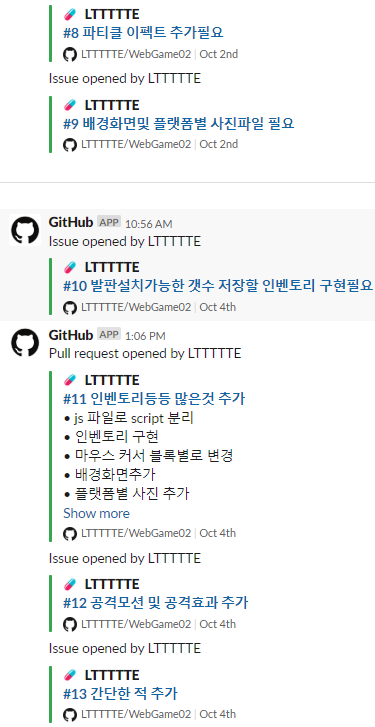 LTTTTTE
#8 파티클 이펙트 추가필요
LTTTTTE/WebGame02 | Oct 2nd
Issue opened by LTTTTTE
LTTTTTE
#9 배경화면및 플랫폼별 사진파일 필요
LTTTTTE/WebGame02 | Oct 2nd
GitHub APP 10:56 AM
Issue opened by LTTTTTE
LTTTTTE
#10 발판설치가능한 갯수 저장할 인벤토리 구현필요
LTTTTTE/WebGame02 | Oct 4th
GitHub APP 1:06 PM
Pull request opened by LTTTTTE
LTTTTTE
#11 인벤토리등등 많은것 추가
• js 파일로 script 분리
• 인벤토리 구현
• 마우스 커서 블록별로 변경
• 배경화면추가
• 플랫폼별 사진 추가
Show more
LTTTTTE/WebGame02 | Oct 4th
Issue opened by LTTTTTE
LTTTTTE
#12 공격모션 및 공격효과 추가
LTTTTTE/WebGame02 | Oct 4th
Issue opened by LTTTTTE
LTTTTTE
#13 간단한 적 추가
LTTTTTE/WebGame02 | Oct 4th